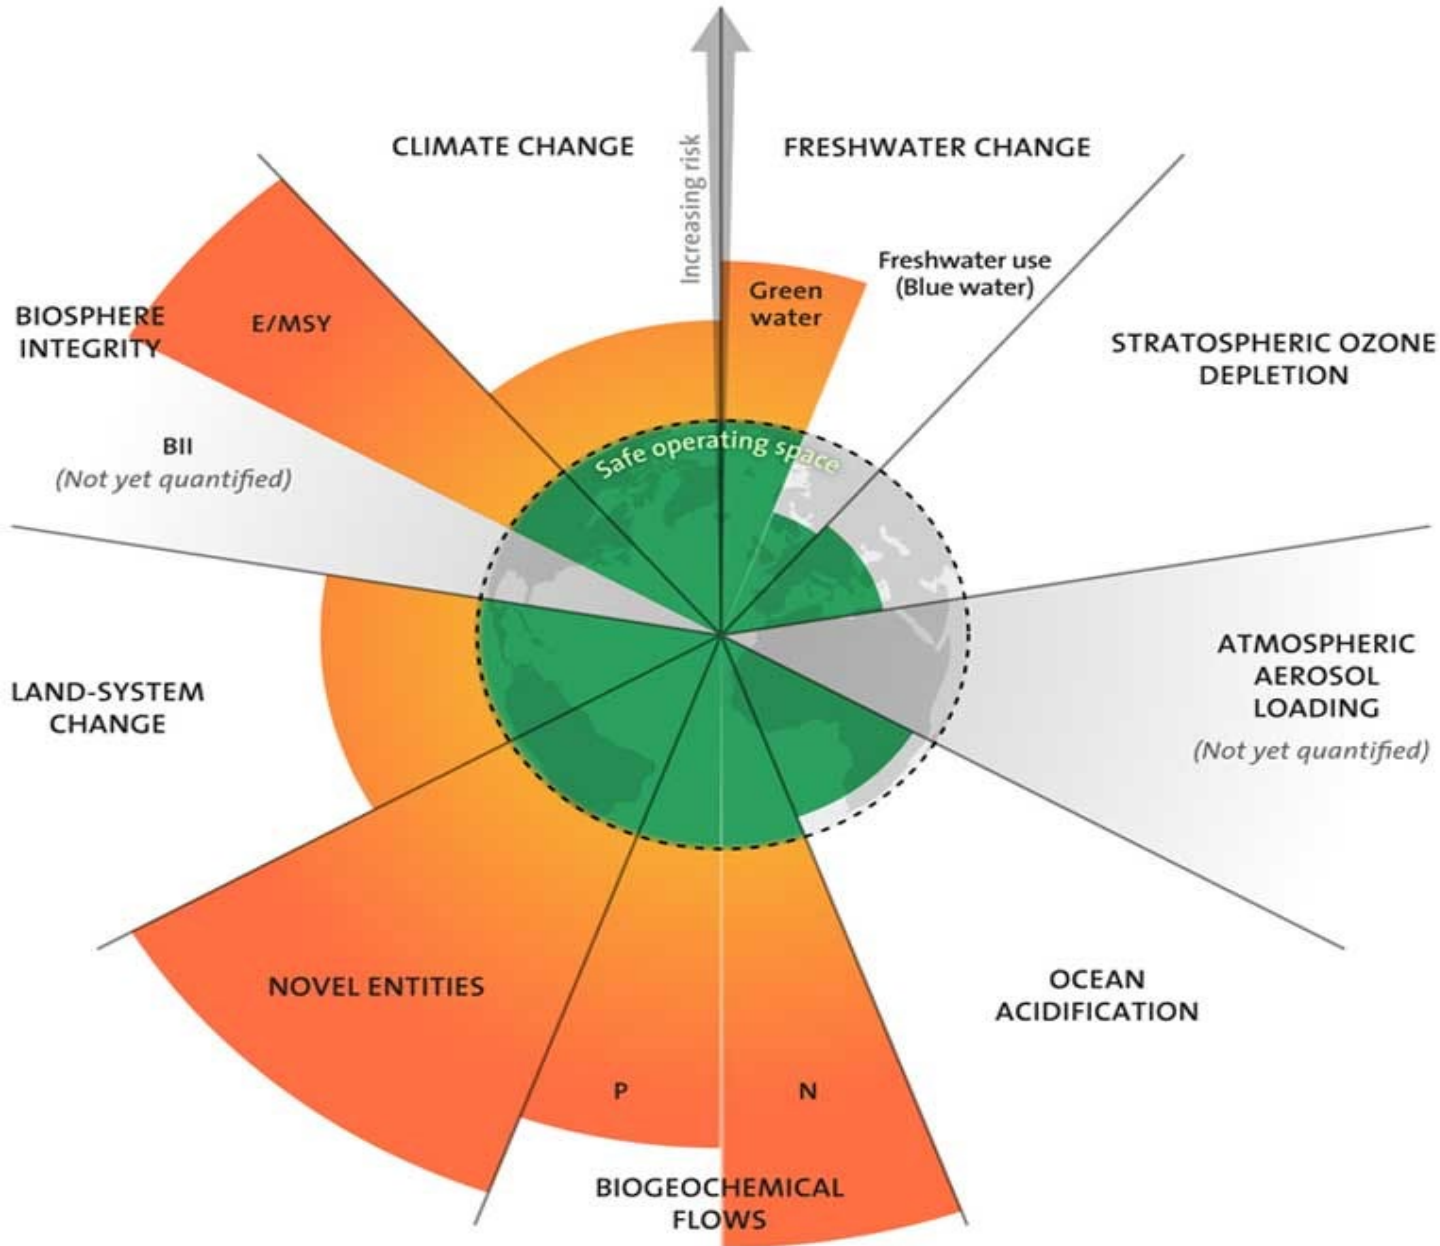 CLIMATE CHANGE
FRESHWATER CHANGE
Increasing risk
Freshwater use
(Blue water)
Green
water
BIOSPHERE
INTEGRITY
E/MSY
STRATOSPHERIC OZONE
DEPLETION
BII
(Not yet quantified)
Safe operating space
ATMOSPHERIC
AEROSOL
LOADING
(Not yet quantified)
LAND-SYSTEM
CHANGE
NOVEL ENTITIES
OCEAN
ACIDIFICATION
P
N
BIOGEOCHEMICAL
FLOWS